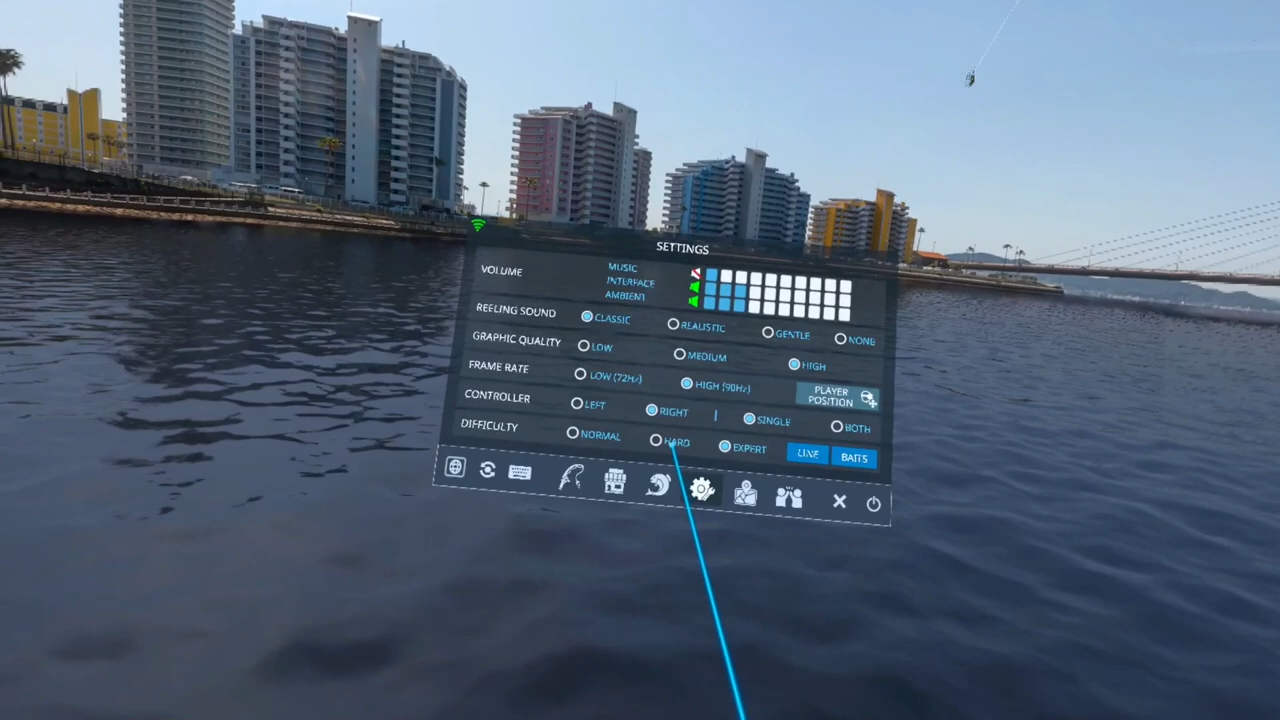 SETTINGS
VOLUME
MUSIC
INTERFACE
AMBIENT
REELING SOUND CLASSIC REALISTIC GENTLE NONE
GRAPHIC QUALITY LOW MEDIUM HIGH
FRAME RATE LOW (72Hz) HIGH (90Hz)
PLAYER
POSITION
CONTROLLER LEFT RIGHT | SINGLE BOTH
DIFFICULTY NORMAL HARD EXPERT LINE BAITS